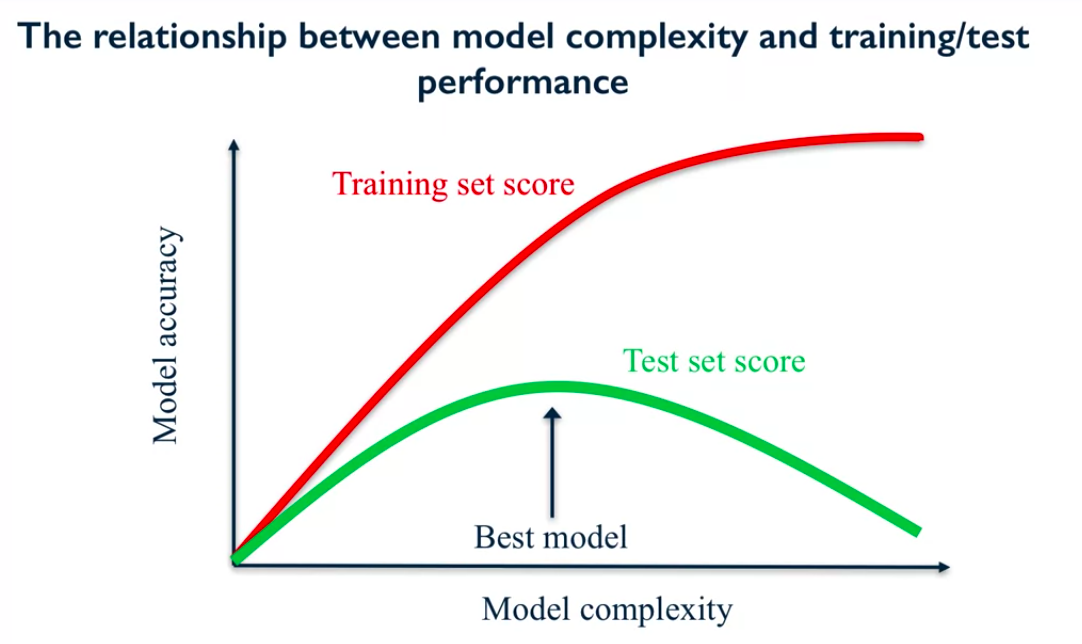 The relationship between model complexity and training/test
performance
Training set score
Model accuracy
Test set score
Best model
Model complexity